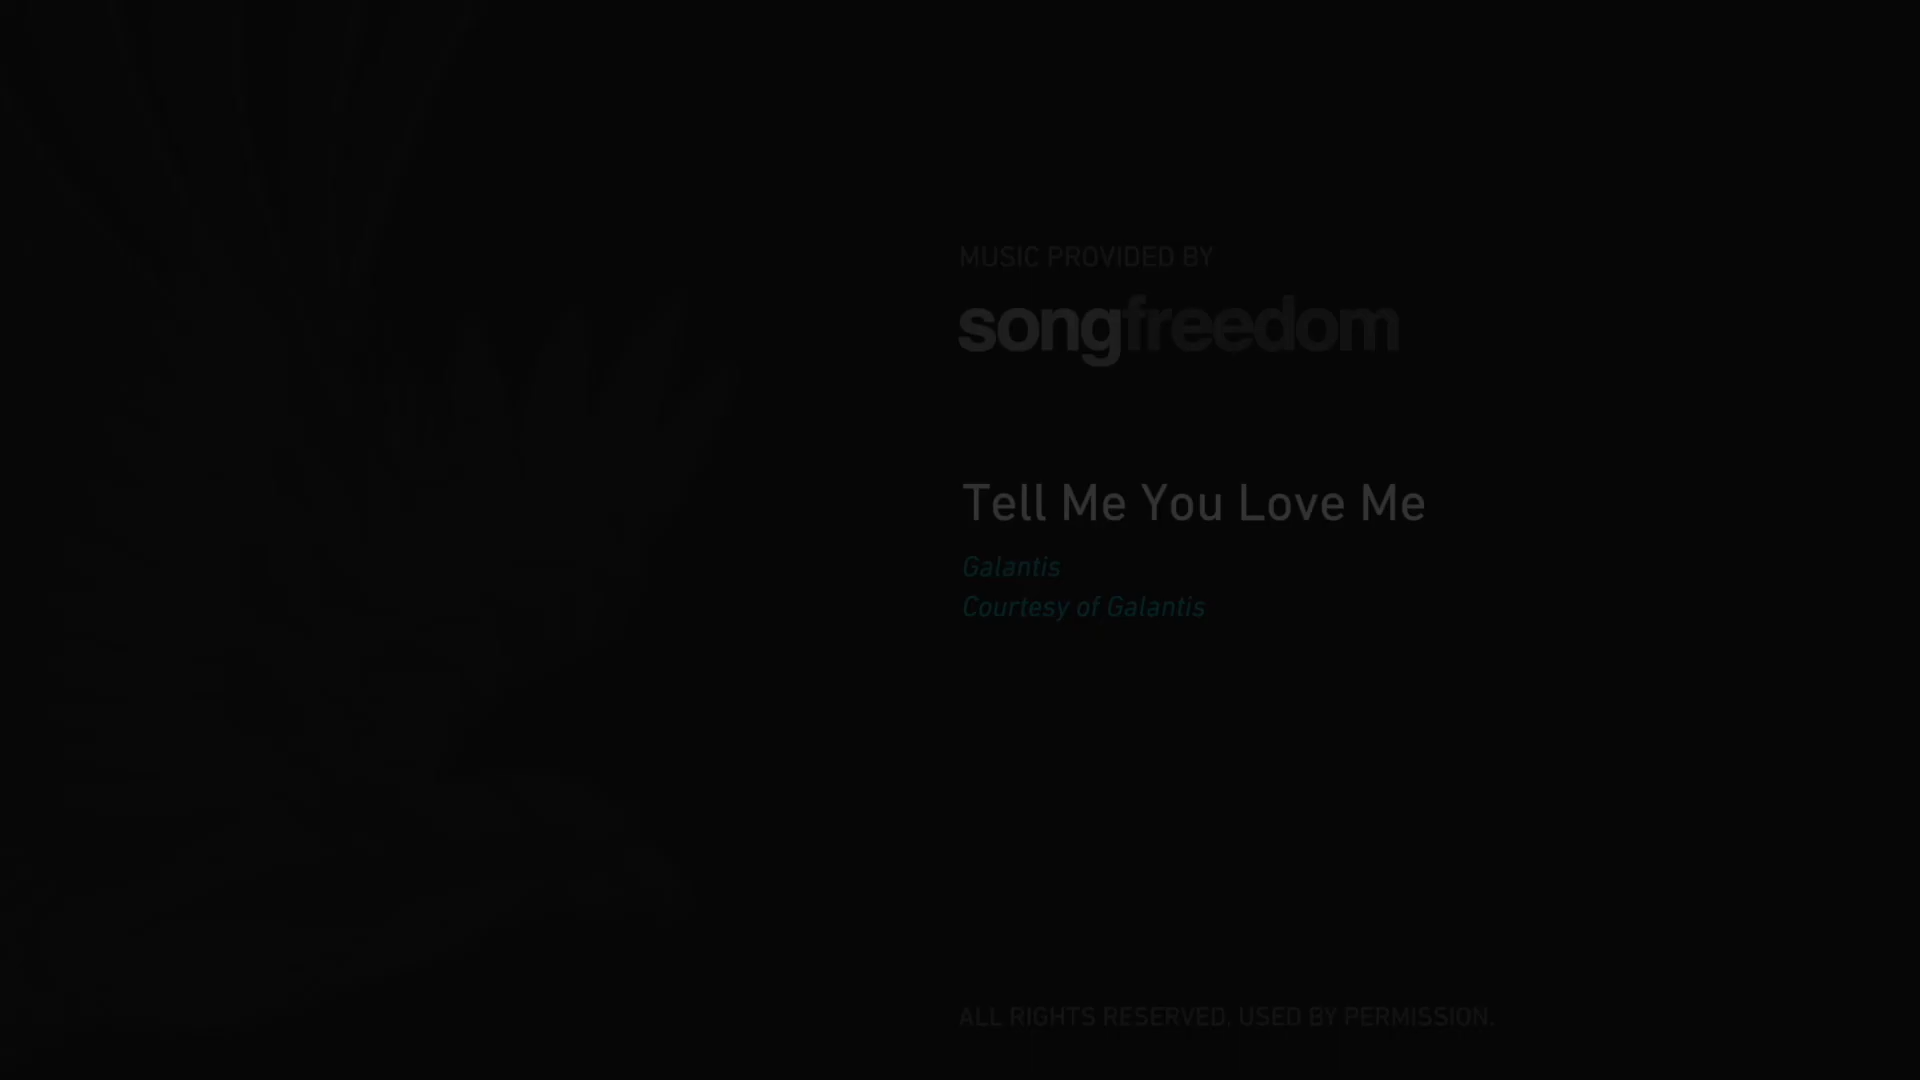 MUSIC PROVIDED BY
songfreedom
Tell Me You Love Me
Galantis
Courtesy of Galantis
ALL RIGHTS RESERVED. USED BY PERMISSION.